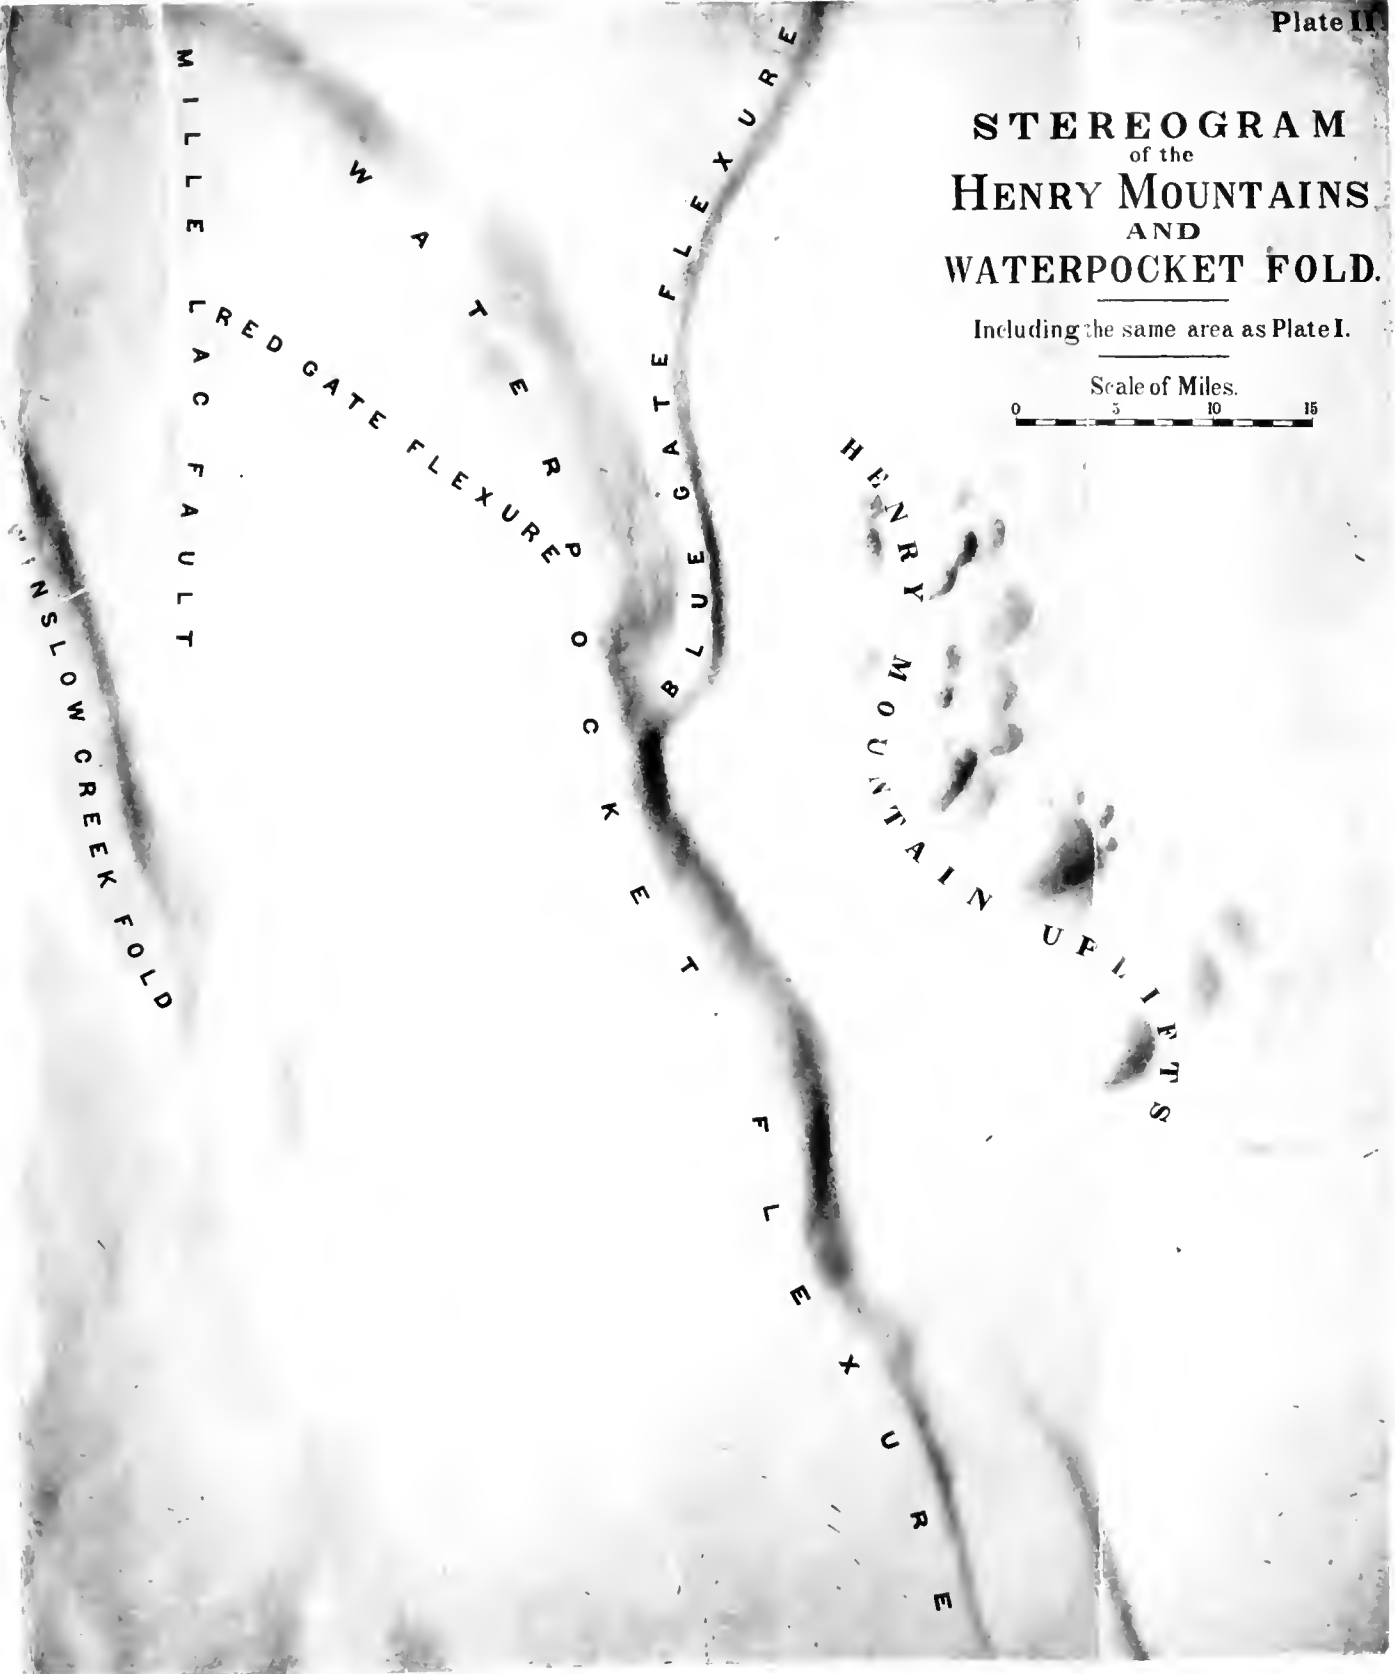 Plate II.
STEREOGRAM
of the
HENRY MOUNTAINS
AND
WATERPOCKET FOLD.
Including the same area as Plate I.
Scale of Miles.
0 5 10 15
MILLE LAC FAULT
WATERPOCKET FLEXURE
BLUE GATE FLEXURE
RED GATE FLEXURE
WINSLOW CREEK FOLD
HENRY MOUNTAIN UPLIFTS